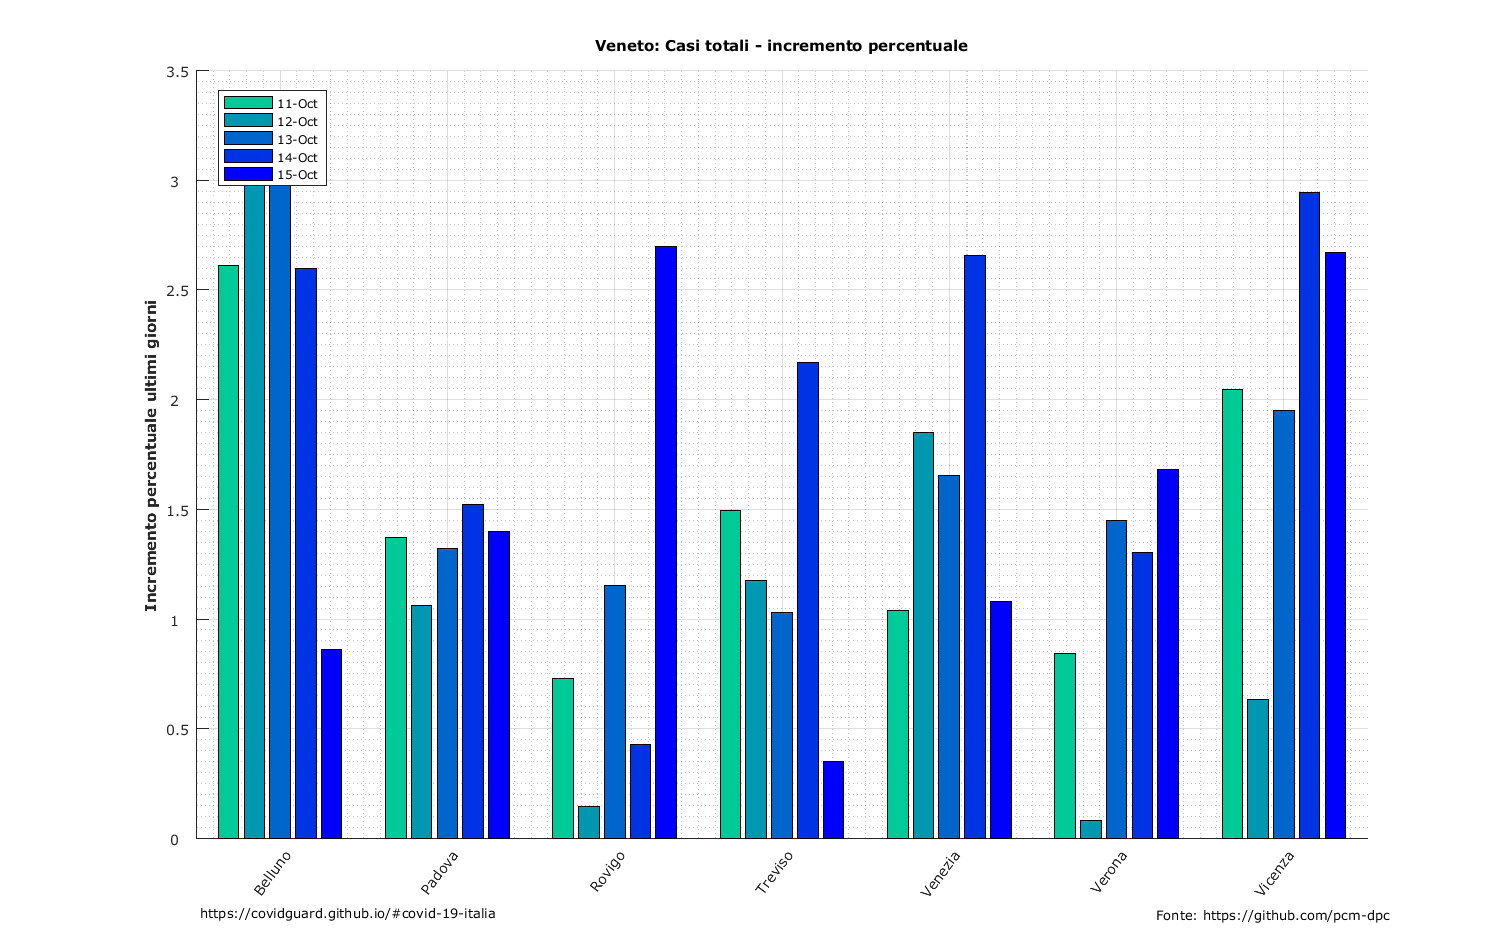 Veneto: Casi totali - incremento percentuale
3.5
3
2.5
2
1.5
1
0.5
0
Incremento percentuale ultimi giorni
11-Oct
12-Oct
13-Oct
14-Oct
15-Oct
Belluno
Padova
Rovigo
Treviso
Venezia
Verona
Vicenza
https://covidguard.github.io/#covid-19-italia
Fonte: https://github.com/pcm-dpc